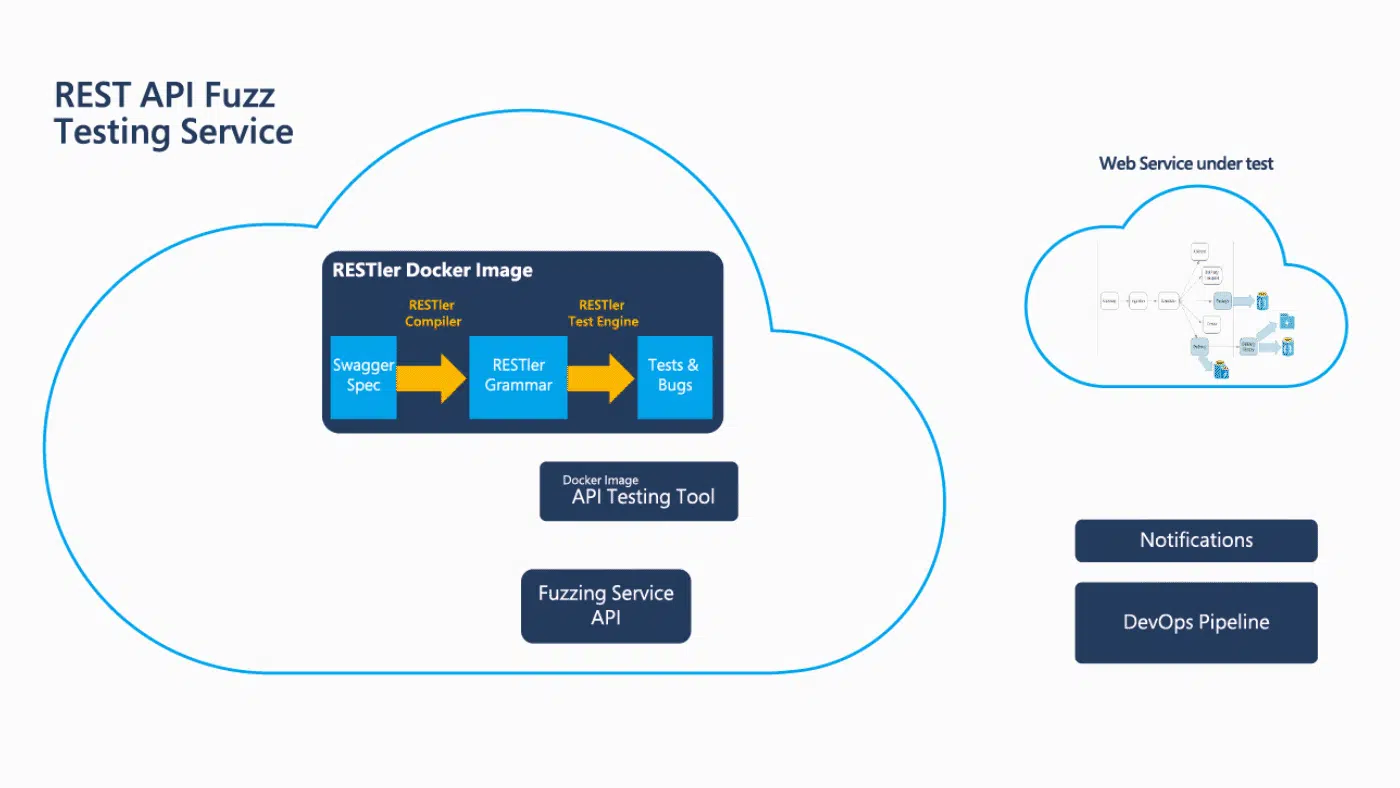 REST API Fuzz
Testing Service
Web Service under test
RESTler Docker Image
RESTler
Compiler
RESTler
Test Engine
Swagger
Spec
RESTler
Grammar
Tests &
Bugs
Docker Image
API Testing Tool
Fuzzing Service
API
Notifications
DevOps Pipeline